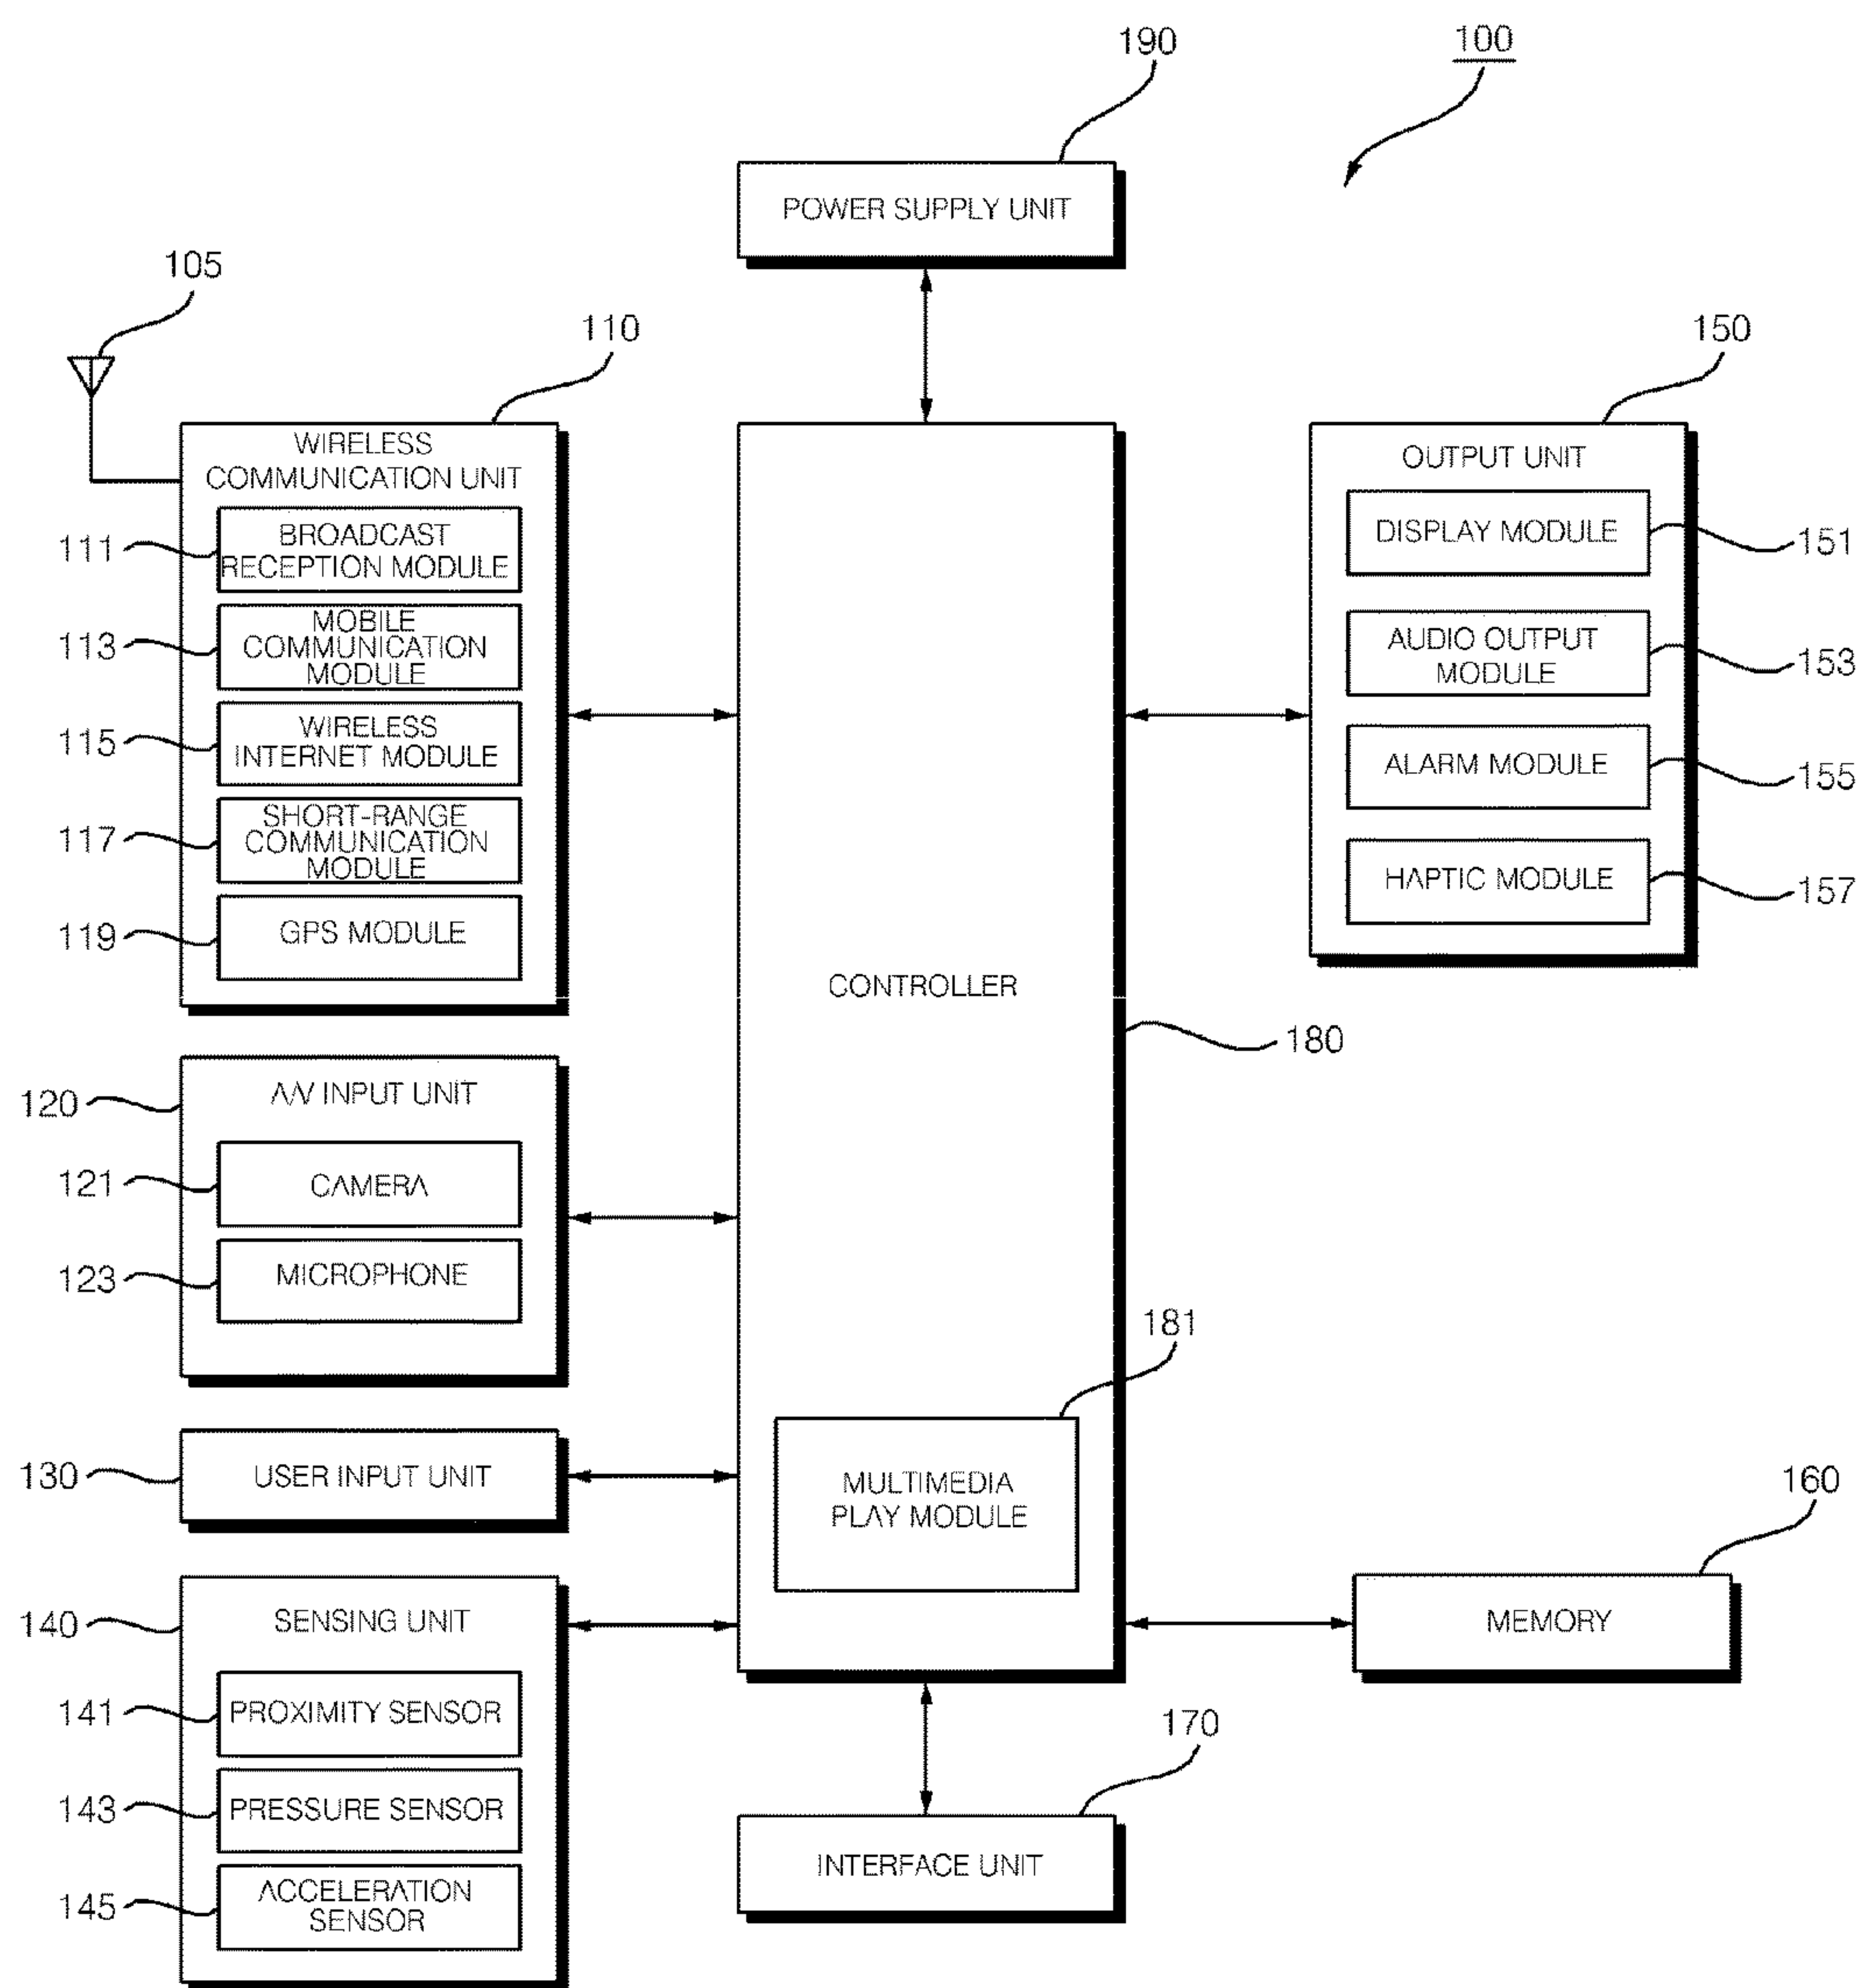 190
100
POWER SUPPLY UNIT
105
110
150
WIRELESS
COMMUNICATION UNIT
111
BROADCAST
RECEPTION MODULE
113
MOBILE
COMMUNICATION
MODULE
115
WIRELESS
INTERNET MODULE
117
SHORT-RANGE
COMMUNICATION
MODULE
119
GPS MODULE
OUTPUT UNIT
DISPLAY MODULE
151
AUDIO OUTPUT
MODULE
153
ALARM MODULE
155
HAPTIC MODULE
157
CONTROLLER
180
120
A/V INPUT UNIT
121
CAMERA
123
MICROPHONE
181
MULTIMEDIA
PLAY MODULE
130
USER INPUT UNIT
160
MEMORY
140
SENSING UNIT
141
PROXIMITY SENSOR
143
PRESSURE SENSOR
145
ACCELERATION
SENSOR
170
INTERFACE UNIT